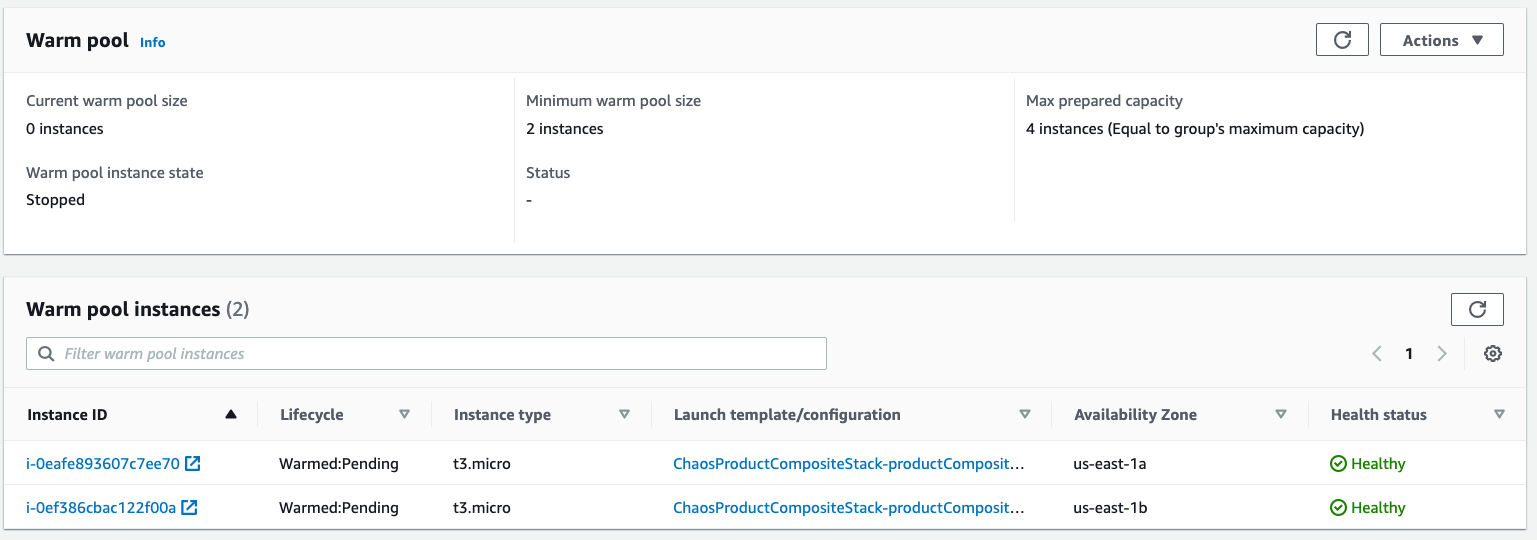 Warm pool Info
Actions
Current warm pool size
0 instances
Minimum warm pool size
2 instances
Max prepared capacity
4 instances (Equal to group's maximum capacity)
Warm pool instance state
Stopped
Status
-
Warm pool instances (2)
Filter warm pool instances
1
Instance ID Lifecycle Instance type Launch template/configuration Availability Zone Health status
i-0eafe893607c7ee70 Warmed:Pending t3.micro ChaosProductCompositeStack-productComposit... us-east-1a Healthy
i-0ef386cbac122f00a Warmed:Pending t3.micro ChaosProductCompositeStack-productComposit... us-east-1b Healthy